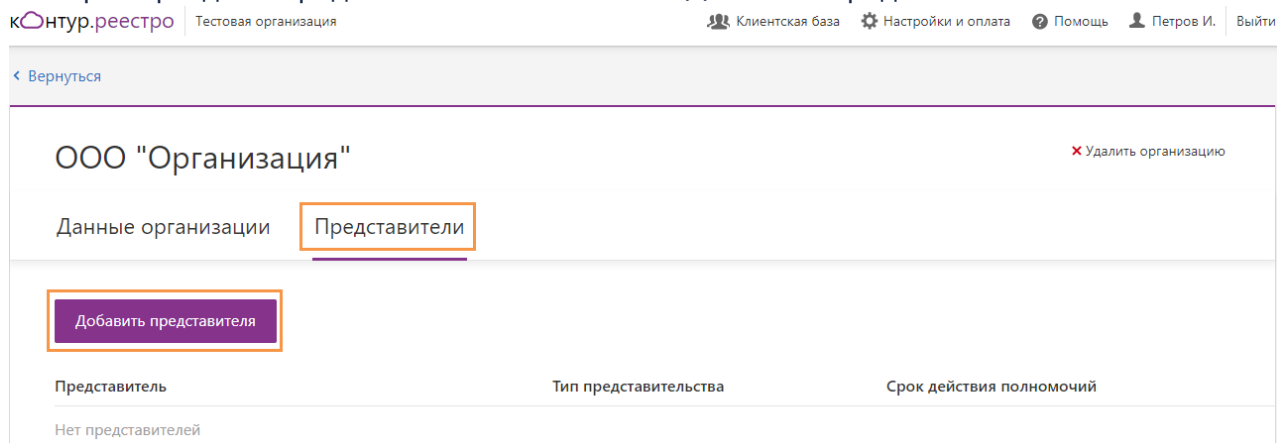 кОнтур.реестро Тестовая организация Клиентская база Настройки и оплата Помощь Петров И. Выйти
Вернуться
ООО "Организация" Удалить организацию
Данные организации Представители
Добавить представителя
Представитель Тип представительства Срок действия полномочий
Нет представителей